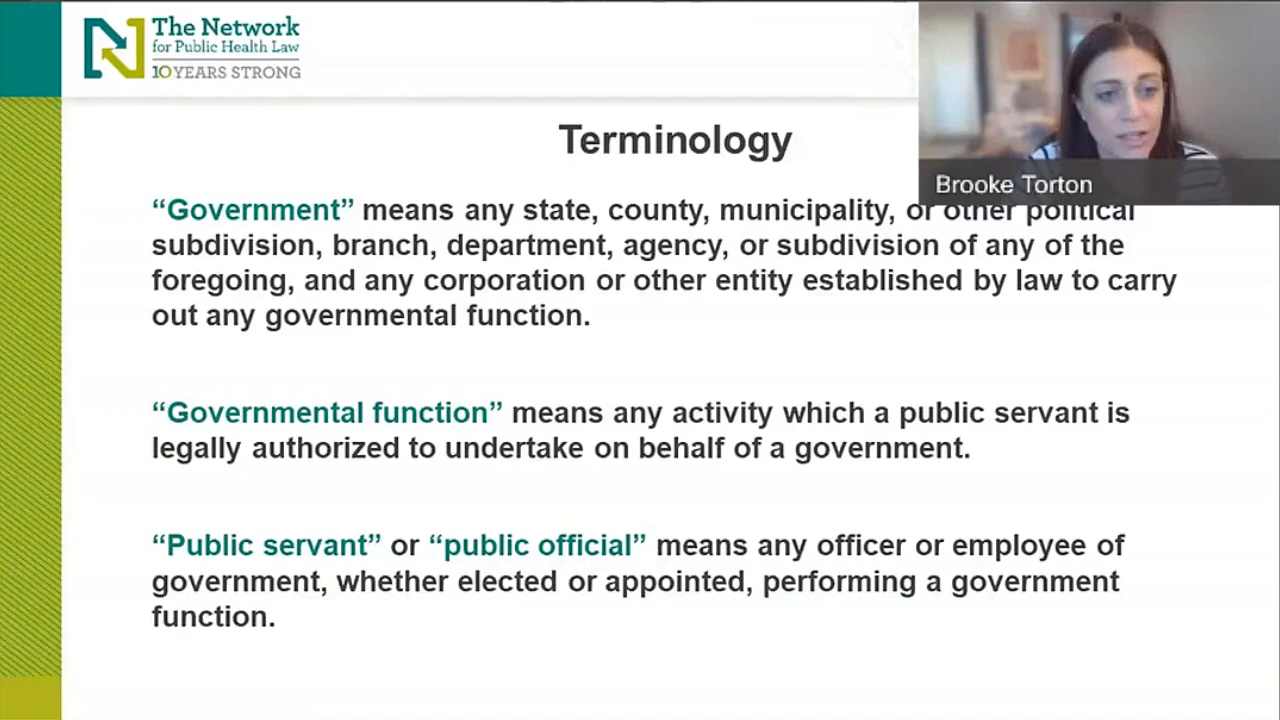 The Network
for Public Health Law
10 YEARS STRONG
Brooke Torton
Terminology
“Government” means any state, county, municipality, or other political
subdivision, branch, department, agency, or subdivision of any of the
foregoing, and any corporation or other entity established by law to carry
out any governmental function.
“Governmental function” means any activity which a public servant is
legally authorized to undertake on behalf of a government.
“Public servant” or “public official” means any officer or employee of
government, whether elected or appointed, performing a government
function.